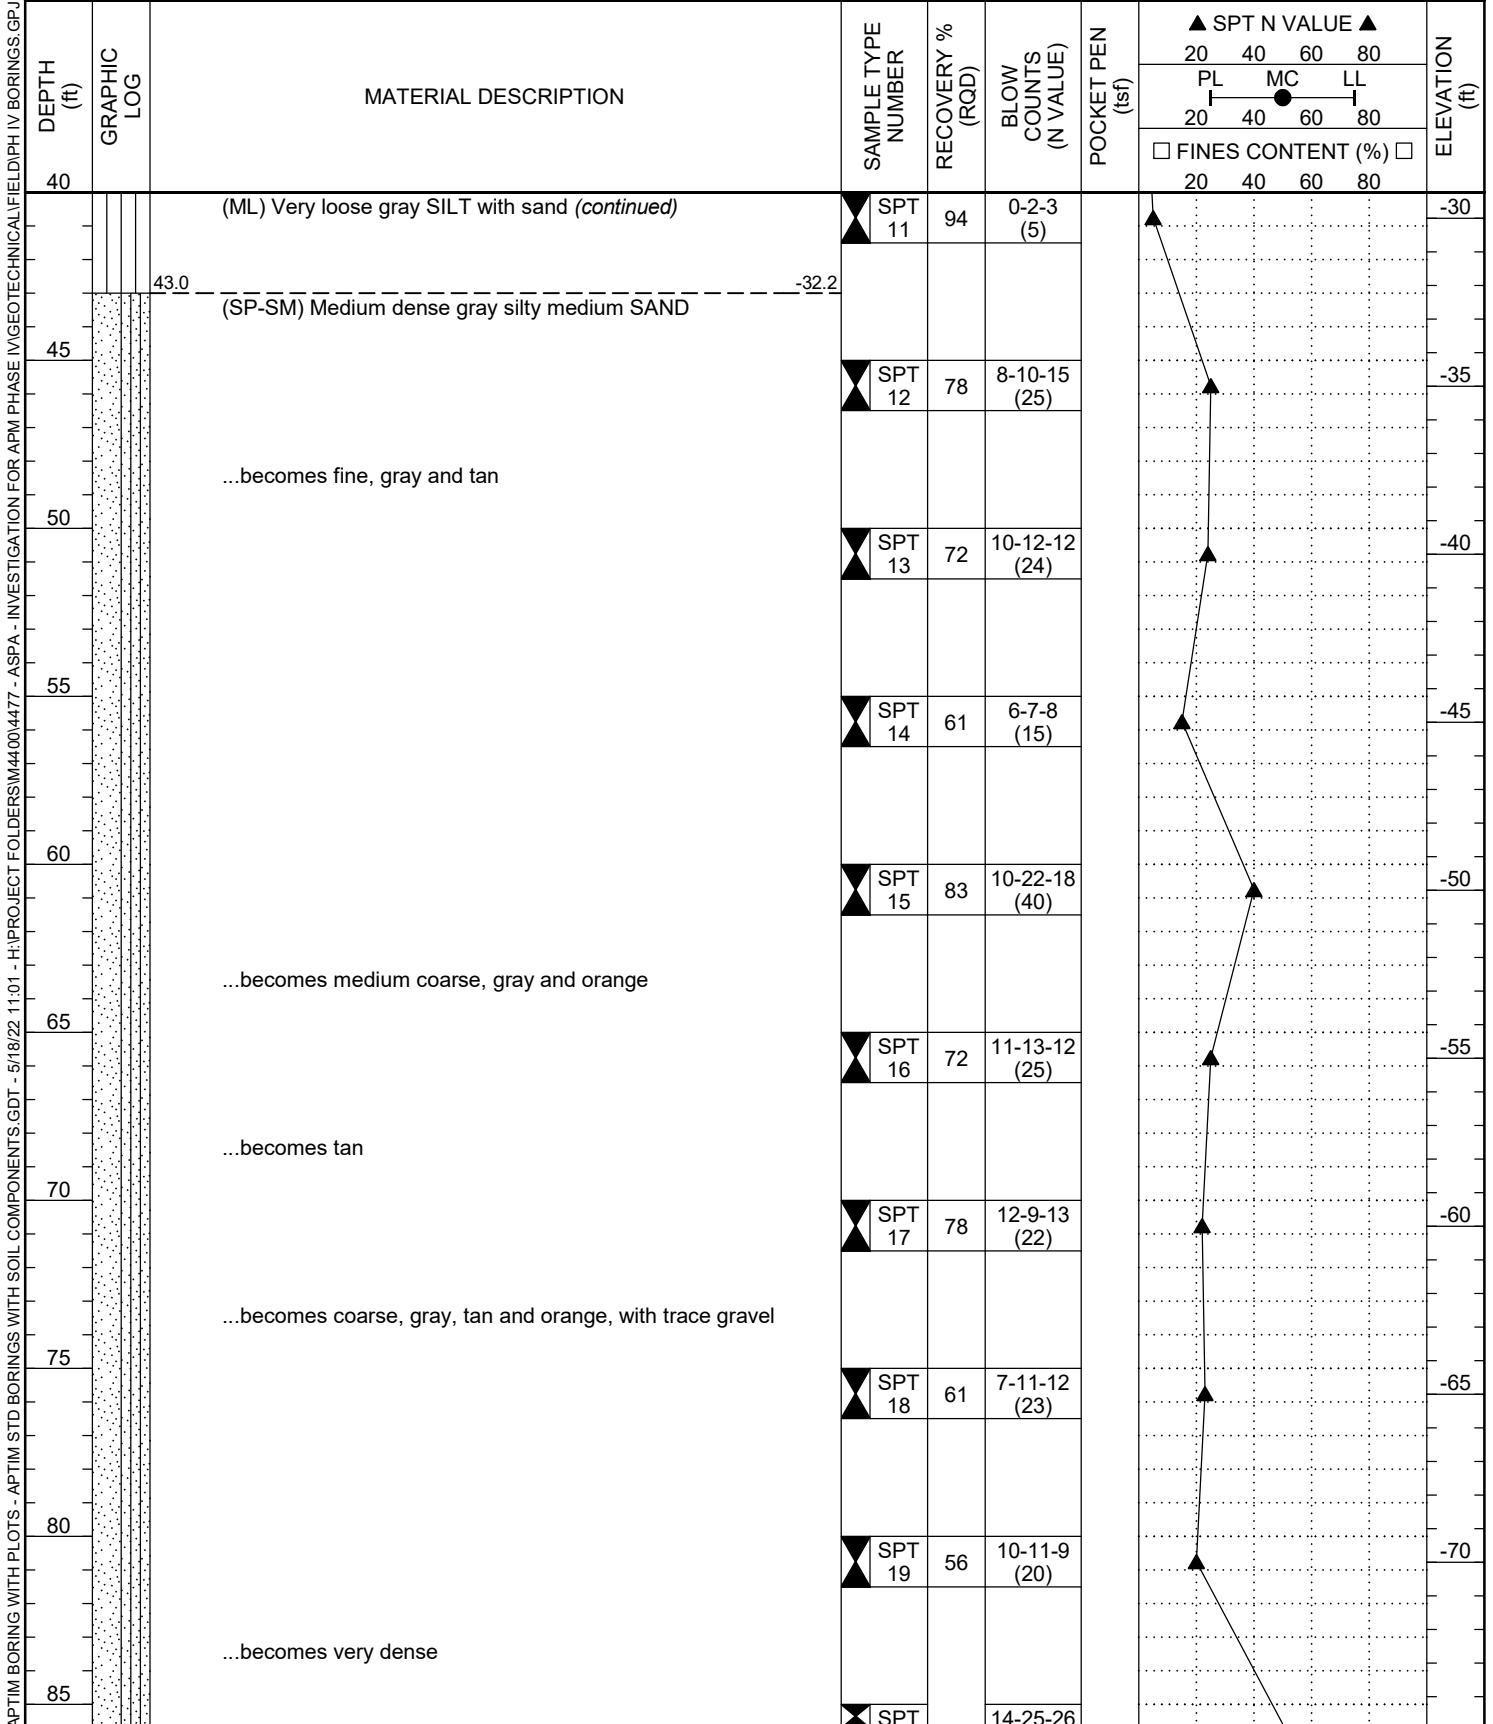 APTIM BORING WITH PLOTS - APTIM STD BORINGS WITH SOIL COMPONENTS.GDT - 5/18/22 11:01 - H:\PROJECT FOLDERS\M4400\4477 - ASPA - INVESTIGATION FOR APM PHASE IV\GEOTECHNICAL\FIELD\PH IV BORINGS.GPJ
DEPTH
(ft)
GRAPHIC
LOG
MATERIAL DESCRIPTION
SAMPLE TYPE
NUMBER
RECOVERY %
(RQD)
BLOW
COUNTS
(N VALUE)
POCKET PEN
(tsf)
▲ SPT N VALUE ▲
20 40 60 80
PL MC LL
20 40 60 80
□ FINES CONTENT (%) □
20 40 60 80
ELEVATION
(ft)
40
(ML) Very loose gray SILT with sand (continued)
SPT
11
94
0-2-3
(5)
-30
43.0 -32.2
(SP-SM) Medium dense gray silty medium SAND
45
SPT
12
78
8-10-15
(25)
-35
...becomes fine, gray and tan
50
SPT
13
72
10-12-12
(24)
-40
55
SPT
14
61
6-7-8
(15)
-45
60
SPT
15
83
10-22-18
(40)
-50
...becomes medium coarse, gray and orange
65
SPT
16
72
11-13-12
(25)
-55
...becomes tan
70
SPT
17
78
12-9-13
(22)
-60
...becomes coarse, gray, tan and orange, with trace gravel
75
SPT
18
61
7-11-12
(23)
-65
80
SPT
19
56
10-11-9
(20)
-70
...becomes very dense
85
SPT
14-25-26